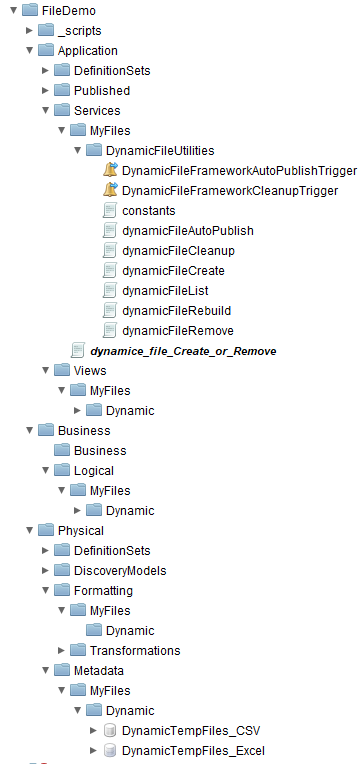 FileDemo
_scripts
Application
DefinitionSets
Published
Services
MyFiles
DynamicFileUtilities
DynamicFileFrameworkAutoPublishTrigger
DynamicFileFrameworkCleanupTrigger
constants
dynamicFileAutoPublish
dynamicFileCleanup
dynamicFileCreate
dynamicFileList
dynamicFileRebuild
dynamicFileRemove
dynamice_file_Create_or_Remove
Views
MyFiles
Dynamic
Business
Business
Logical
MyFiles
Dynamic
Physical
DefinitionSets
DiscoveryModels
Formatting
MyFiles
Dynamic
Transformations
Metadata
MyFiles
Dynamic
DynamicTempFiles_CSV
DynamicTempFiles_Excel